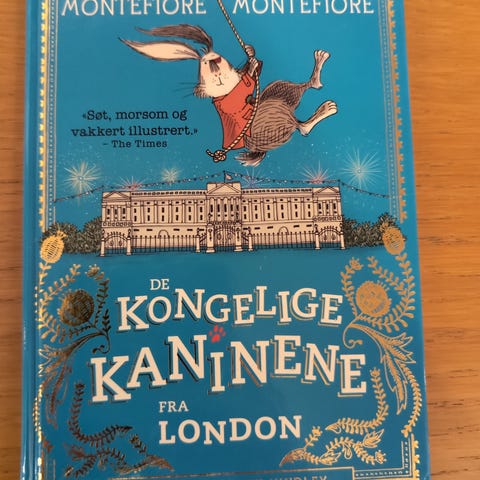 MONTEFIORE MONTEFIORE
«Søt, morsom og
vakkert illustrert.»
– The Times
DE
KONGELIGE
KANINENE
FRA
LONDON